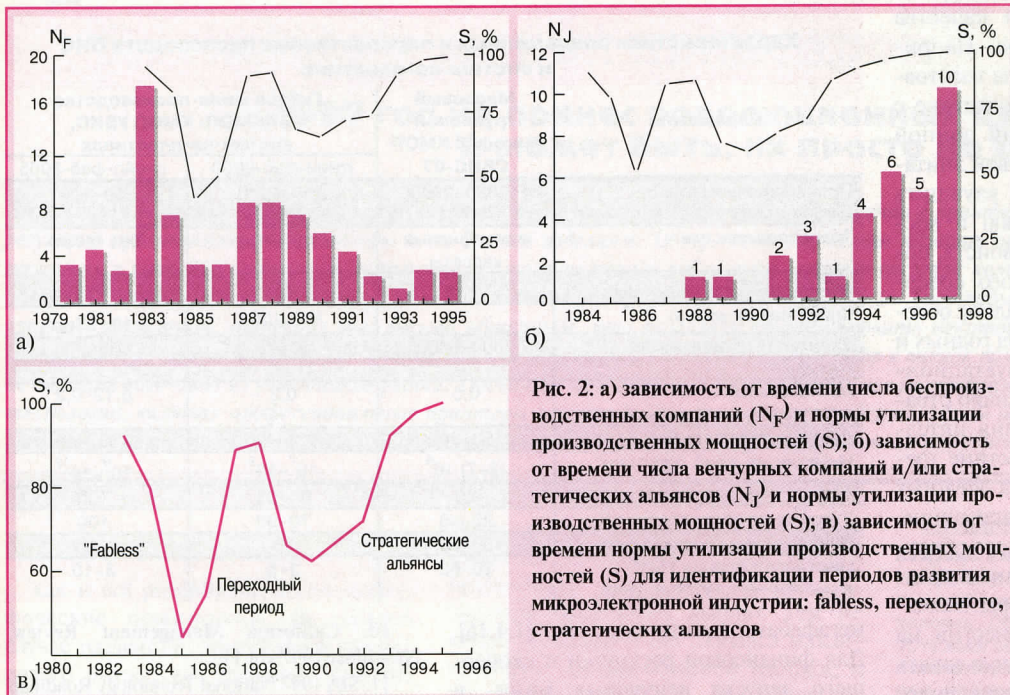 N_F
S, %
20
16
12
8
4
0
100
75
50
25
0
1979 1981 1983 1985 1987 1989 1991 1993 1995
а)
N_J
S, %
12
10
8
6
4
2
0
100
75
50
25
0
1 1 2 3 1 4 6 5 10
1984 1986 1988 1990 1992 1994 1996 1998
б)
S, %
100
80
60
"Fabless"
Переходный
период
Стратегические
альянсы
1980 1982 1984 1986 1988 1990 1992 1994 1996
в)
Рис. 2: а) зависимость от времени числа беспроиз-
водственных компаний (N_F) и нормы утилизации
производственных мощностей (S); б) зависимость
от времени числа венчурных компаний и/или стра-
тегических альянсов (N_J) и нормы утилизации про-
изводственных мощностей (S); в) зависимость от
времени нормы утилизации производственных мощ-
ностей (S) для идентификации периодов развития
микроэлектронной индустрии: fabless, переходного,
стратегических альянсов